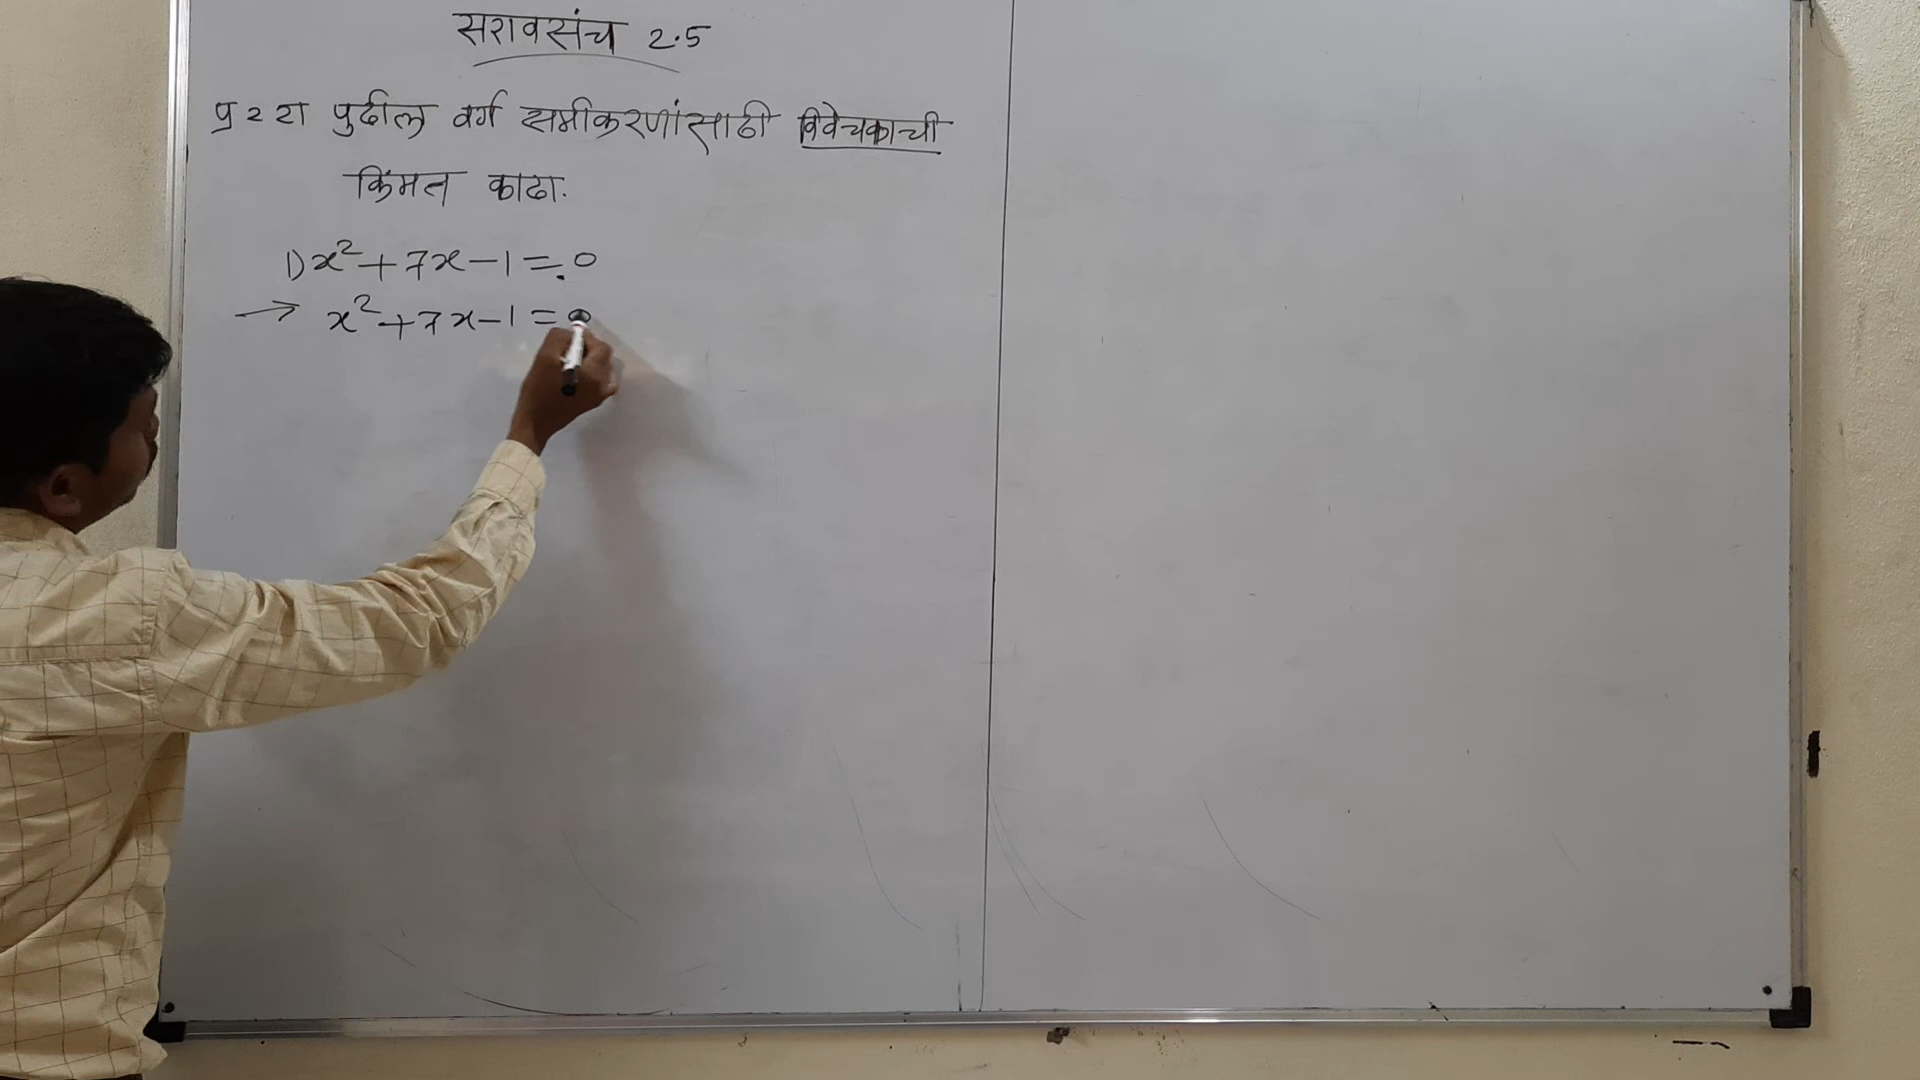 सरावसंच 2.5
प्र 2 रा पुढील वर्ग समीकरणांसाठी विवेचकाची
किंमत काढा.
1) x² + 7x - 1 = 0
→ x² + 7x - 1 = 0